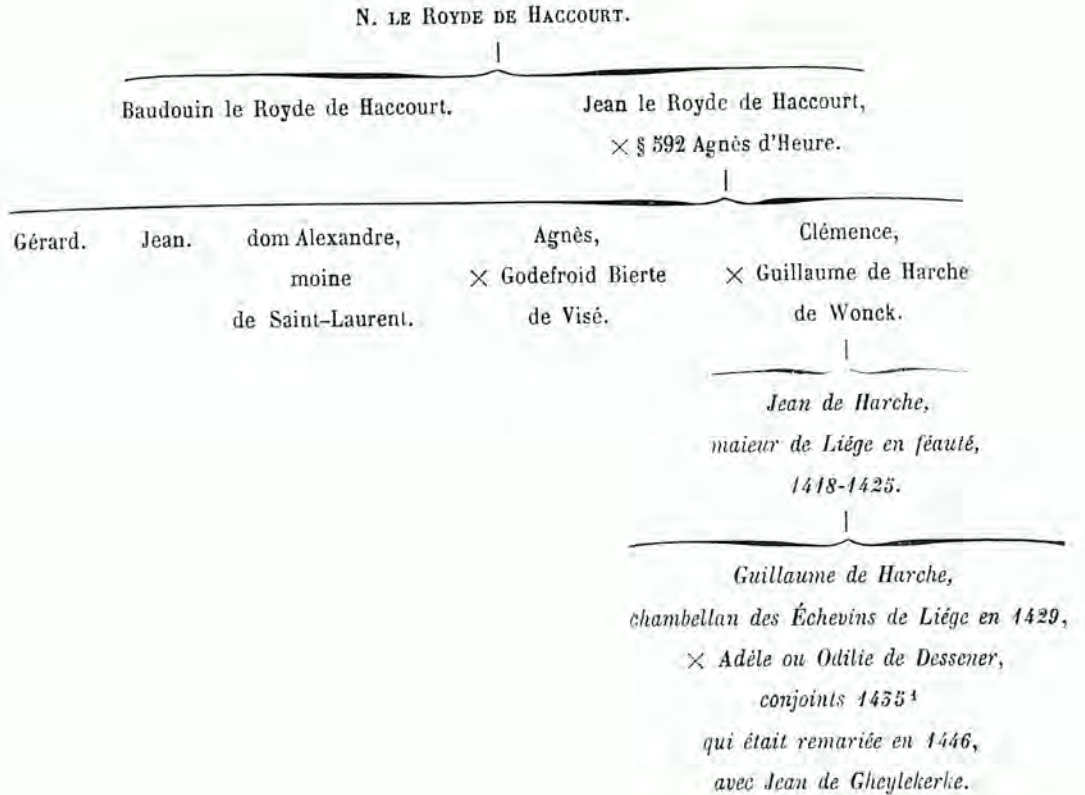 N. LE ROYDE DE HACCOURT.
Baudouin le Royde de Haccourt.
Jean le Royde de Haccourt,
× § 592 Agnès d'Heure.
Gérard.
Jean.
dom Alexandre,
moine
de Saint-Laurent.
Agnès,
× Godefroid Bierte
de Visé.
Clémence,
× Guillaume de Harche
de Wonck.
Jean de Harche,
maieur de Liége en féauté,
1418-1425.
Guillaume de Harche,
chambellan des Échevins de Liége en 1429,
× Adèle ou Odilie de Dessener,
conjoints 1435¹
qui était remariée en 1446,
avec Jean de Gheylekerke.